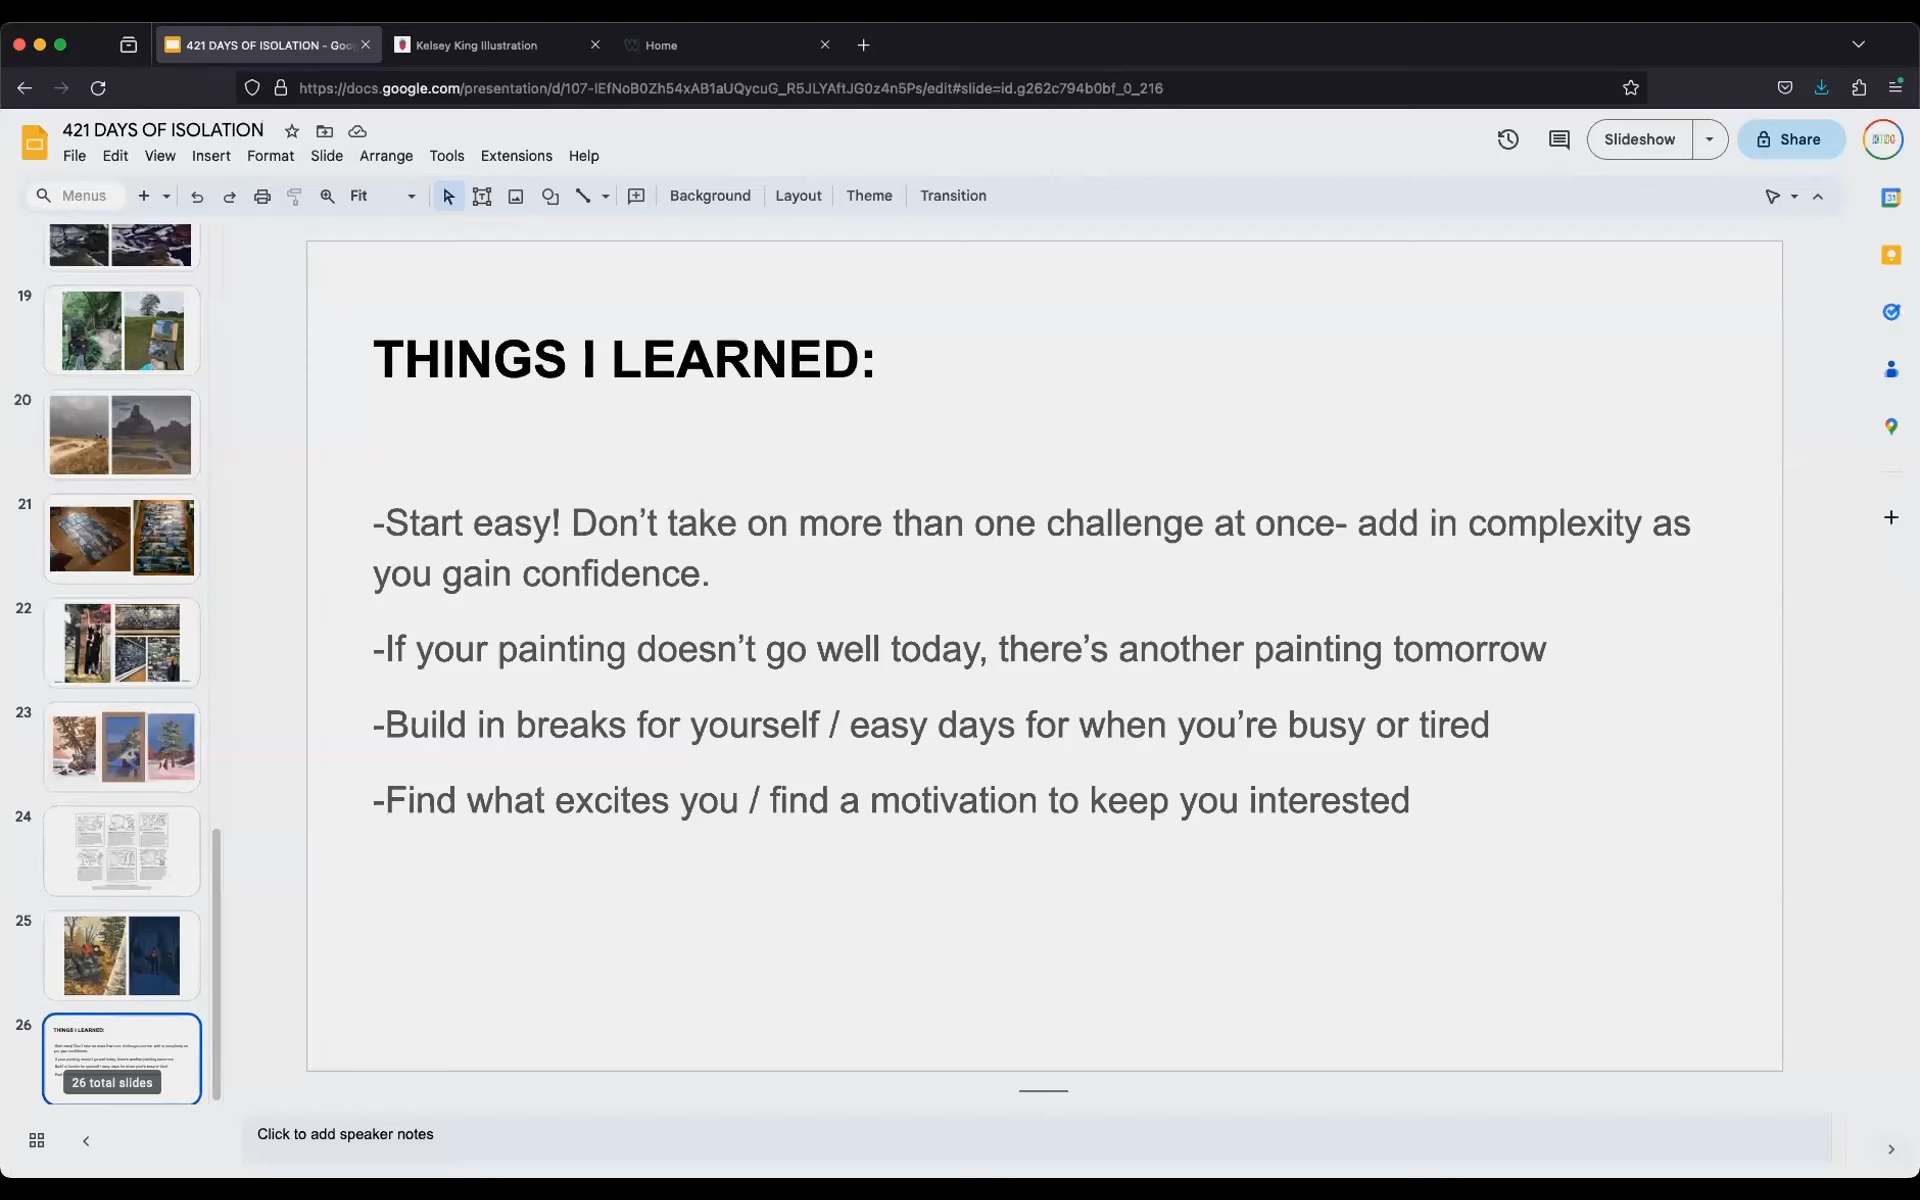 421 DAYS OF ISOLATION - Goo
Kelsey King Illustration
Home
https://docs.google.com/presentation/d/107-IEfNoB0Zh54xAB1aUQycuG_R5JLYAftJG0z4n5Ps/edit#slide=id.g262c794b0bf_0_216
421 DAYS OF ISOLATION
File Edit View Insert Format Slide Arrange Tools Extensions Help
Slideshow
Share
Menus
Fit
Background Layout Theme Transition
19
20
21
22
23
24
25
26
THINGS I LEARNED:
26 total slides
THINGS I LEARNED:
-Start easy! Don’t take on more than one challenge at once- add in complexity as
you gain confidence.
-If your painting doesn’t go well today, there’s another painting tomorrow
-Build in breaks for yourself / easy days for when you’re busy or tired
-Find what excites you / find a motivation to keep you interested
Click to add speaker notes